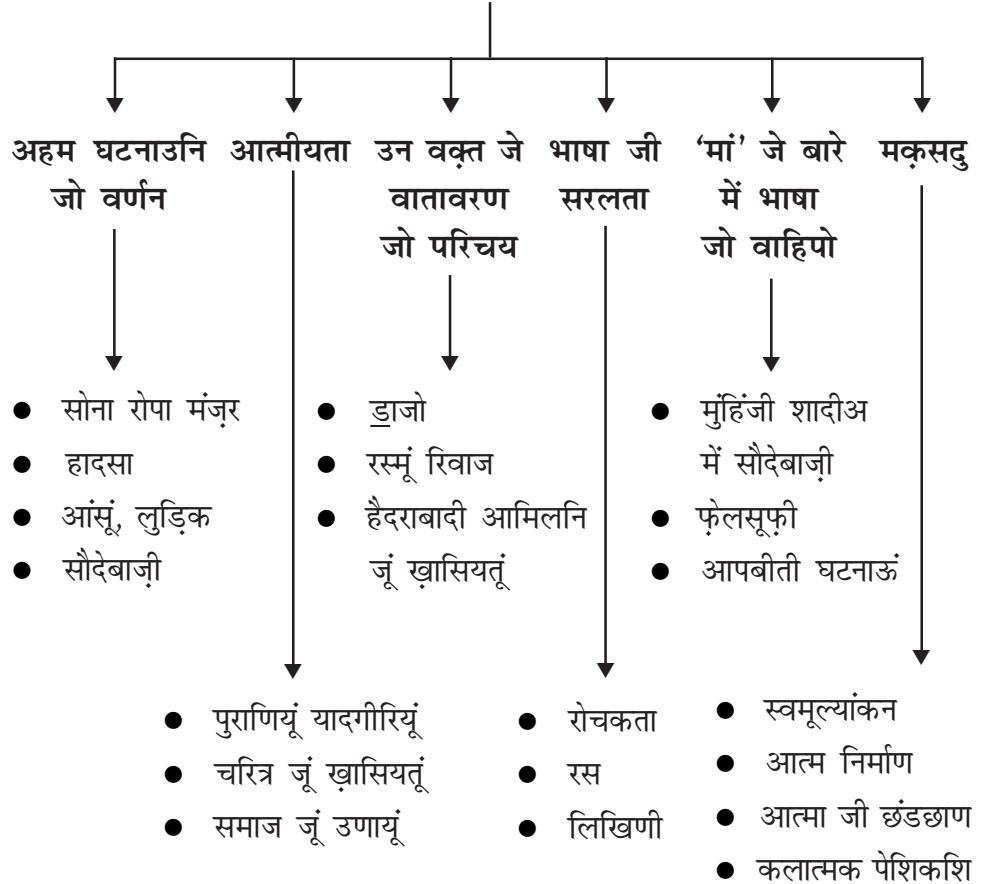 अहम घटनाउनि
जो वर्णन
आत्मीयता
उन वक़्त जे
वातावरण
जो परिचय
भाषा जी
सरलता
‘मां’ जे बारे
में भाषा
जो वाहिपो
मक़सदु
● सोना रोपा मंज़र
● हादसा
● आंसूं, लुड़िक
● सौदेबाज़ी
● ड॒ाजो
● रस्मूं रिवाज
● हैदराबादी आमिलनि
जूं ख़ासियतूं
● मुंहिंजी शादीअ
में सौदेबाज़ी
● फ़ेलसूफ़ी
● आपबीती घटनाऊं
● पुराणियूं यादगीरियूं
● चरित्र जूं ख़ासियतूं
● समाज जूं उणायूं
● रोचकता
● रस
● लिखिणी
● स्वमूल्यांकन
● आत्म निर्माण
● आत्मा जी छंडछाण
● कलात्मक पेशिकशि